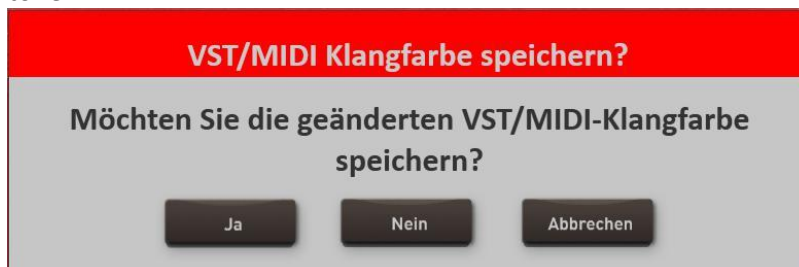 VST/MIDI Klangfarbe speichern?
Möchten Sie die geänderten VST/MIDI-Klangfarbe
speichern?
Ja Nein Abbrechen